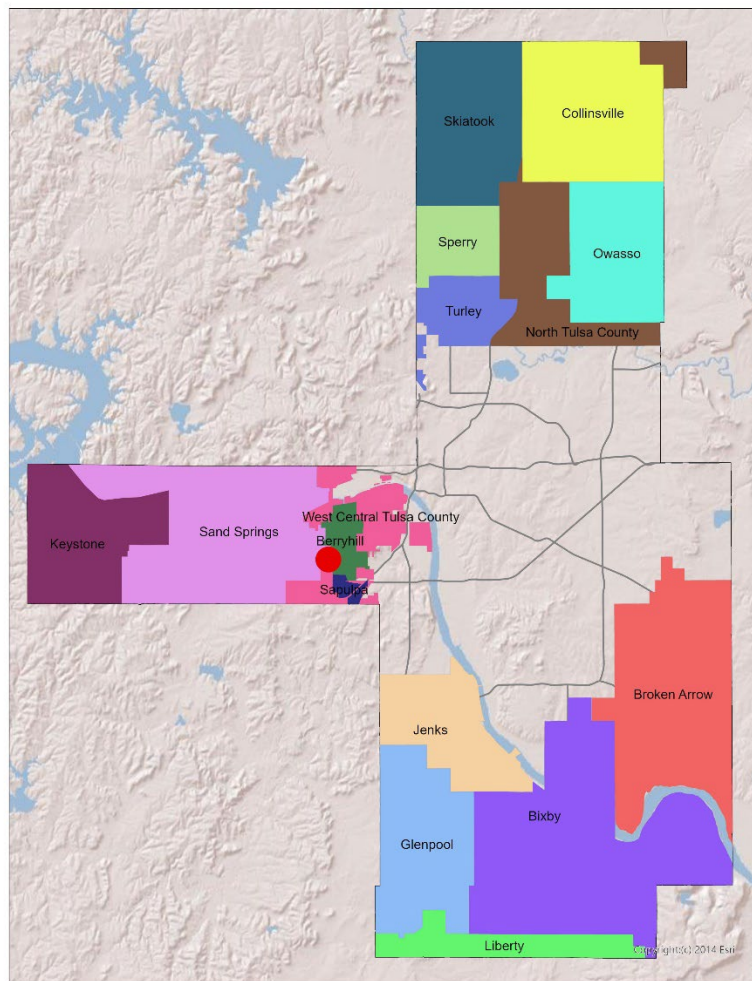 Skiatook
Collinsville
Sperry
Owasso
Turley
North Tulsa County
West Central Tulsa County
Keystone
Sand Springs
Berryhill
Sapulpa
Broken Arrow
Jenks
Bixby
Glenpool
Liberty
Copyright:(c) 2014 Esri